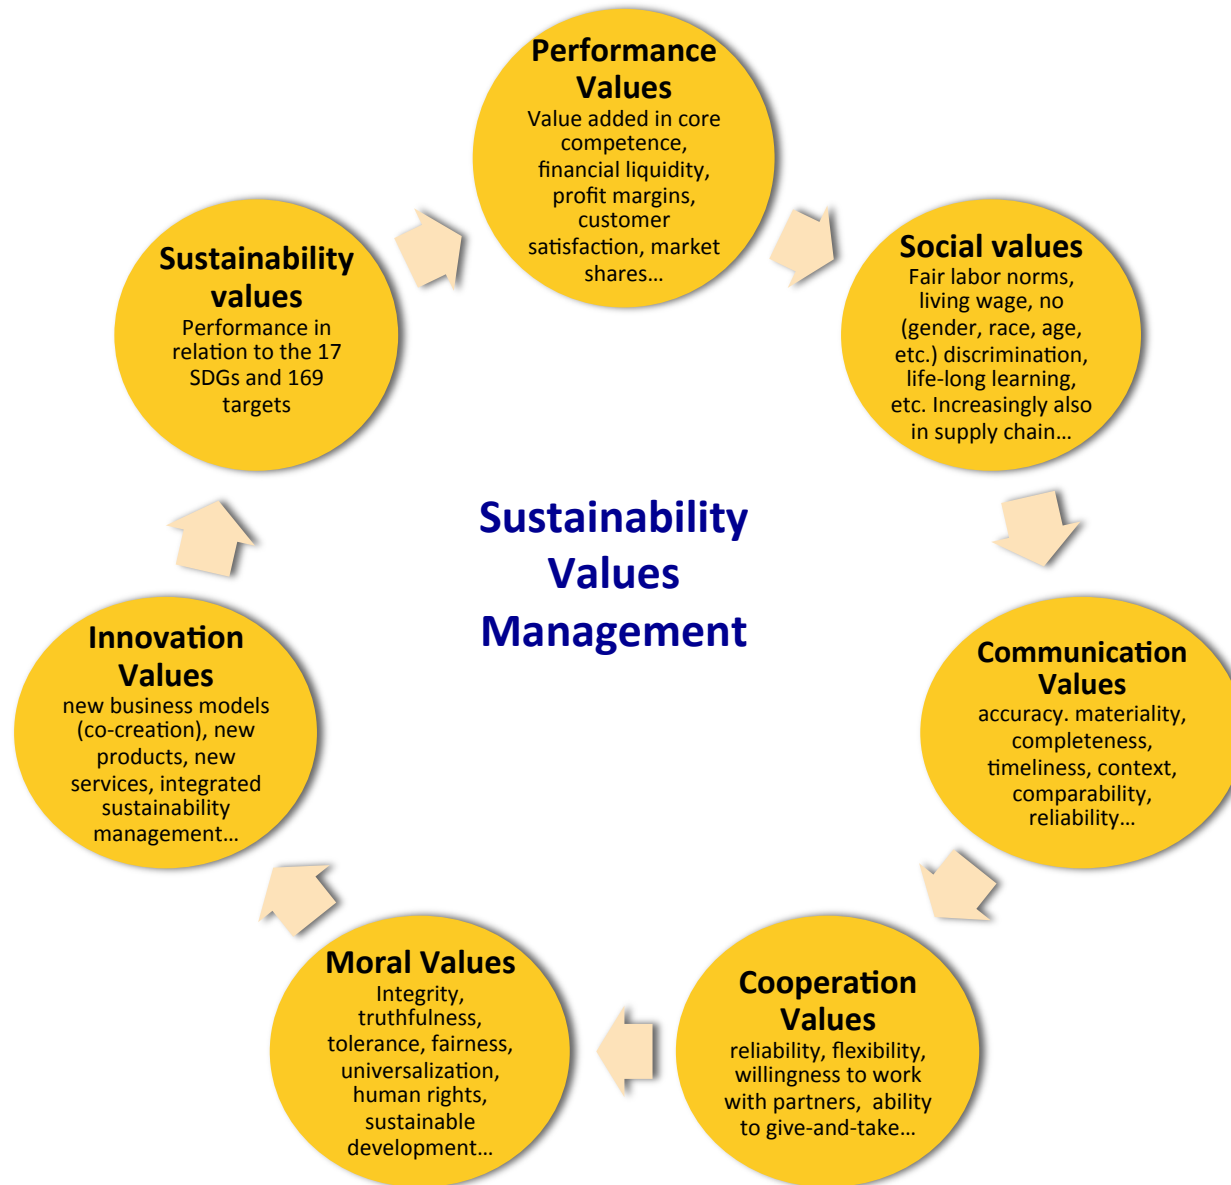 Performance
Values
Value added in core
competence,
financial liquidity,
profit margins,
customer
satisfaction, market
shares…
Social values
Fair labor norms,
living wage, no
(gender, race, age,
etc.) discrimination,
life-long learning,
etc. Increasingly also
in supply chain…
Communication
Values
accuracy. materiality,
completeness,
timeliness, context,
comparability,
reliability…
Cooperation
Values
reliability, flexibility,
willingness to work
with partners,  ability
to give-and-take…
Moral Values
Integrity,
truthfulness,
tolerance, fairness,
universalization,
human rights,
sustainable
development…
Innovation
Values
new business models
(co-creation), new
products, new
services, integrated
sustainability
management…
Sustainability
values
Performance in
relation to the 17
SDGs and 169
targets
Sustainability
Values
Management